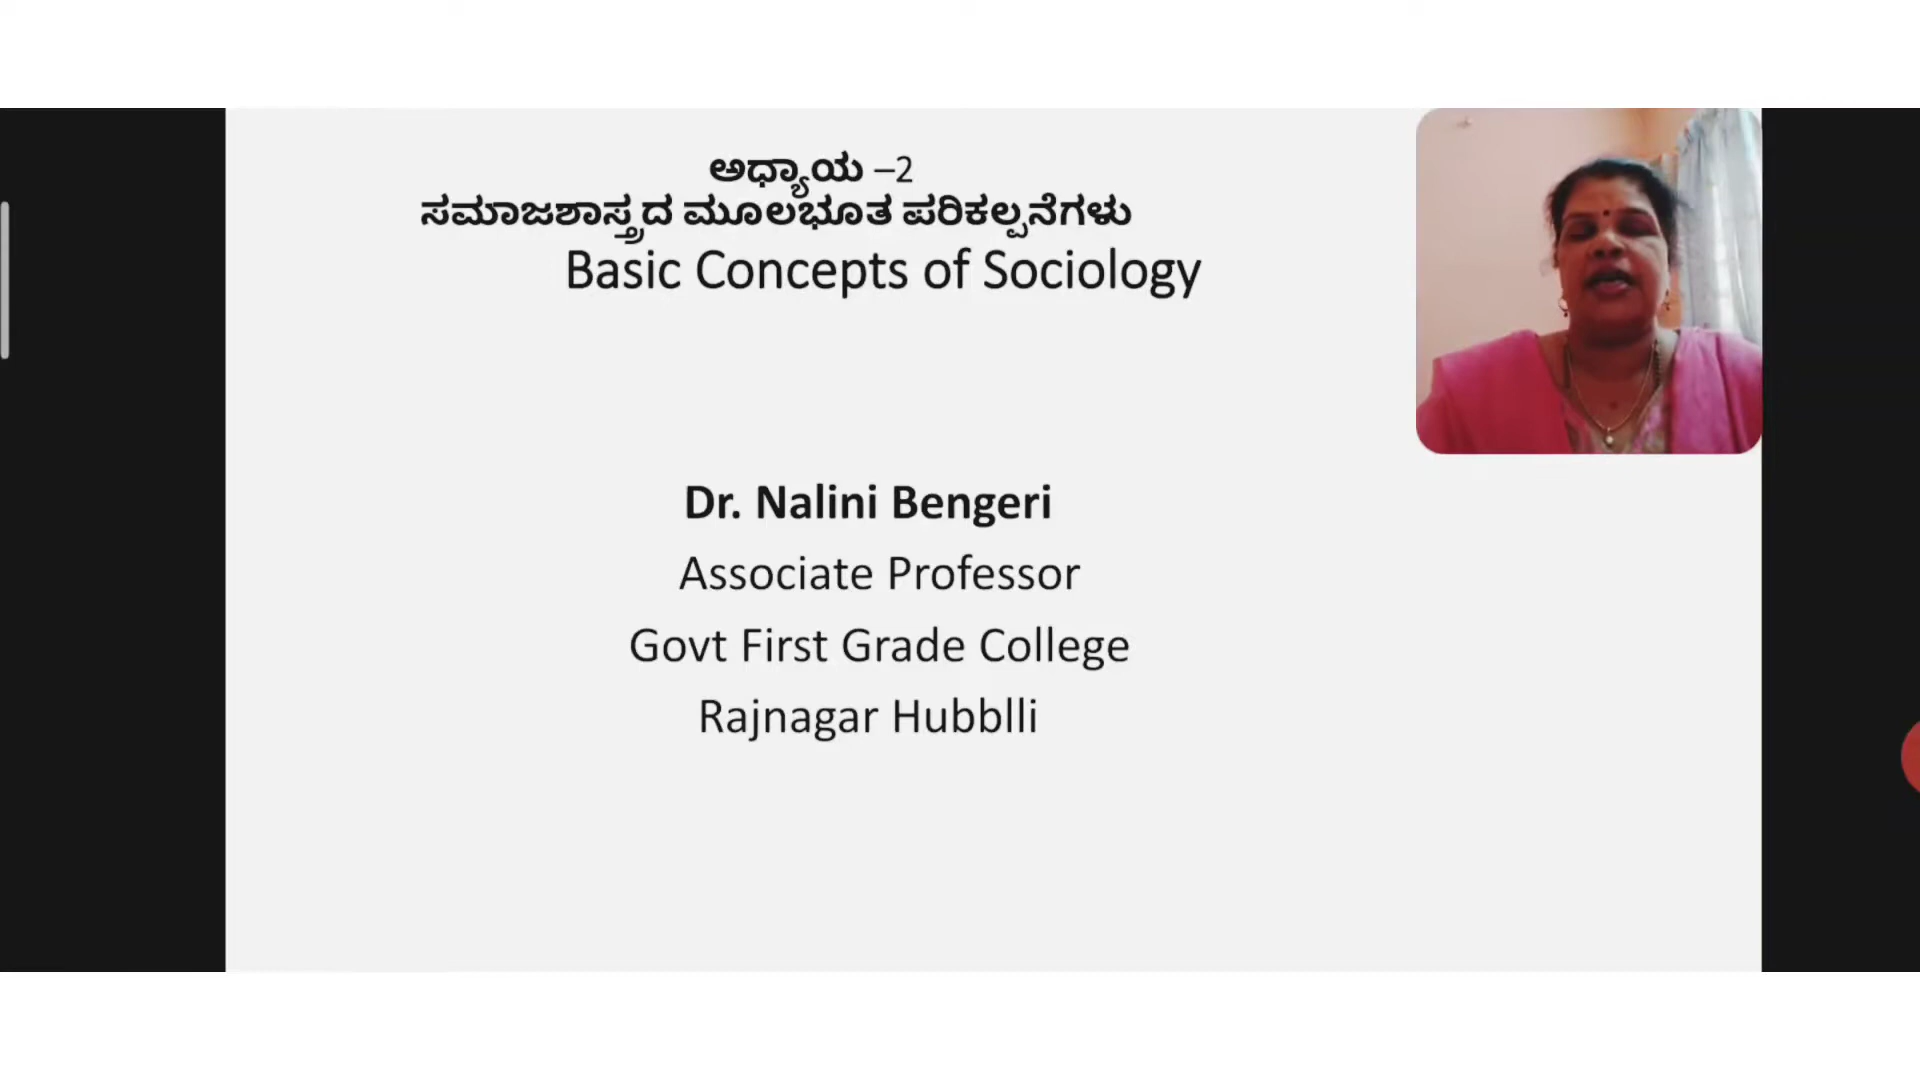 ಅಧ್ಯಾಯ –2
ಸಮಾಜಶಾಸ್ತ್ರದ ಮೂಲಭೂತ ಪರಿಕಲ್ಪನೆಗಳು
Basic Concepts of Sociology
Dr. Nalini Bengeri
Associate Professor
Govt First Grade College
Rajnagar Hubblli